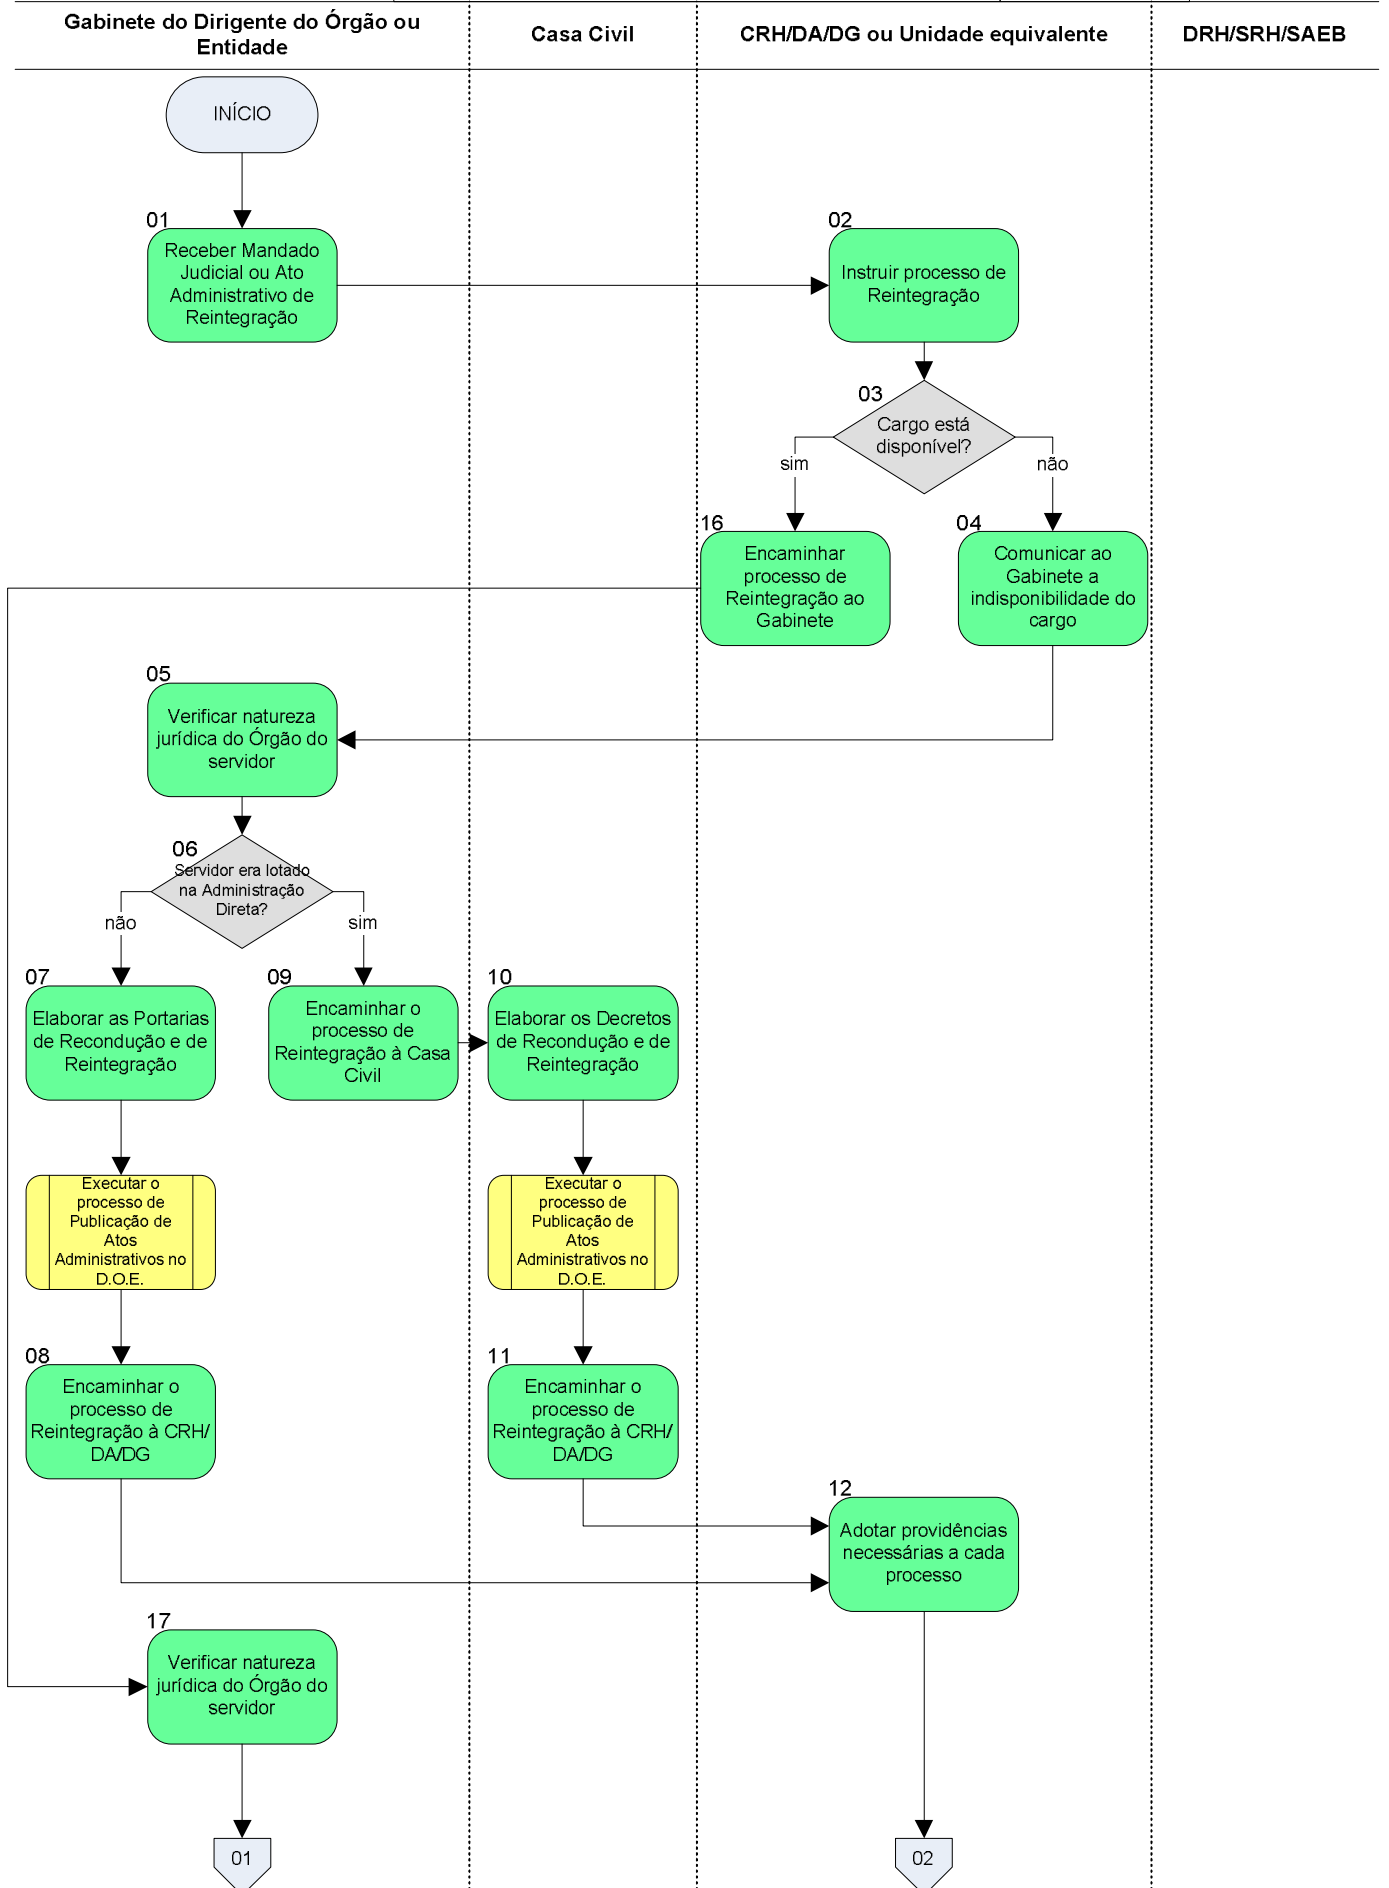 Gabinete do Dirigente do Órgão ou
Entidade
Casa Civil
CRH/DA/DG ou Unidade equivalente
DRH/SRH/SAEB
INÍCIO
01
Receber Mandado
Judicial ou Ato
Administrativo de
Reintegração
02
Instruir processo de
Reintegração
03
Cargo está
disponível?
sim
não
16
Encaminhar
processo de
Reintegração ao
Gabinete
04
Comunicar ao
Gabinete a
indisponibilidade do
cargo
05
Verificar natureza
jurídica do Órgão do
servidor
06
Servidor era lotado
na Administração
Direta?
não
sim
07
Elaborar as Portarias
de Recondução e de
Reintegração
09
Encaminhar o
processo de
Reintegração à Casa
Civil
10
Elaborar os Decretos
de Recondução e de
Reintegração
Executar o
processo de
Publicação de
Atos
Administrativos no
D.O.E.
Executar o
processo de
Publicação de
Atos
Administrativos no
D.O.E.
08
Encaminhar o
processo de
Reintegração à CRH/
DA/DG
11
Encaminhar o
processo de
Reintegração à CRH/
DA/DG
12
Adotar providências
necessárias a cada
processo
17
Verificar natureza
jurídica do Órgão do
servidor
01
02